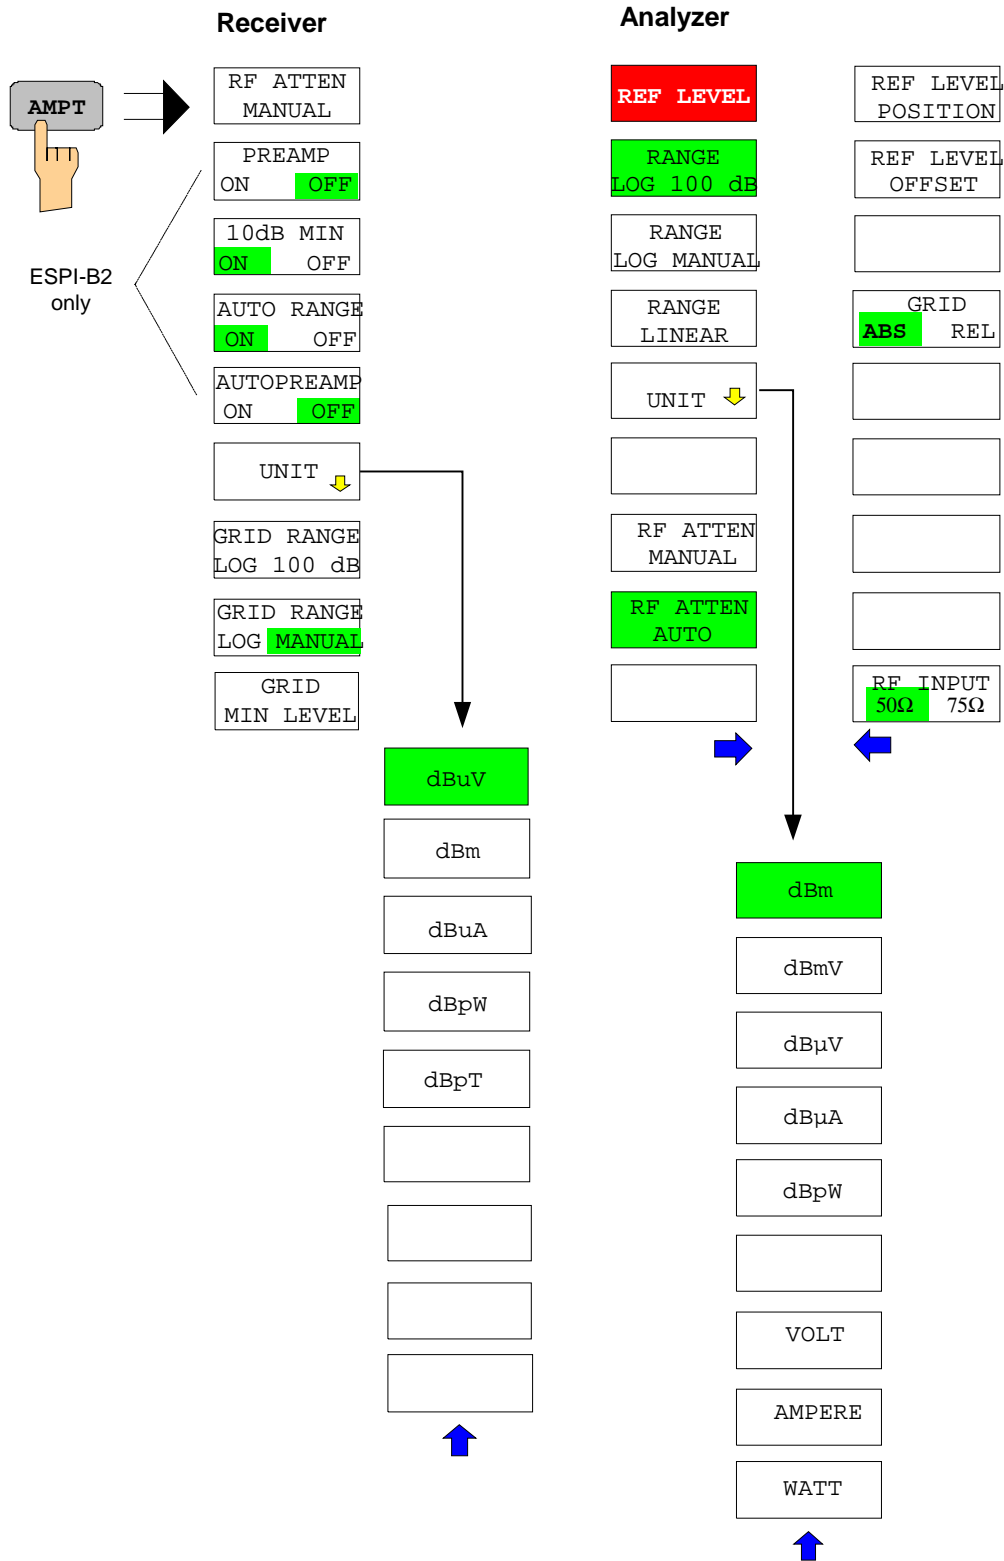 Receiver
Analyzer
AMPT
ESPI-B2
only
RF ATTEN
MANUAL
PREAMP
ON OFF
10dB MIN
ON OFF
AUTO RANGE
ON OFF
AUTOPREAMP
ON OFF
UNIT
GRID RANGE
LOG 100 dB
GRID RANGE
LOG MANUAL
GRID
MIN LEVEL
dBuV
dBm
dBuA
dBpW
dBpT
REF LEVEL
RANGE
LOG 100 dB
RANGE
LOG MANUAL
RANGE
LINEAR
UNIT
RF ATTEN
MANUAL
RF ATTEN
AUTO
REF LEVEL
POSITION
REF LEVEL
OFFSET
GRID
ABS REL
RF INPUT
50Ω 75Ω
dBm
dBmV
dBµV
dBµA
dBpW
VOLT
AMPERE
WATT